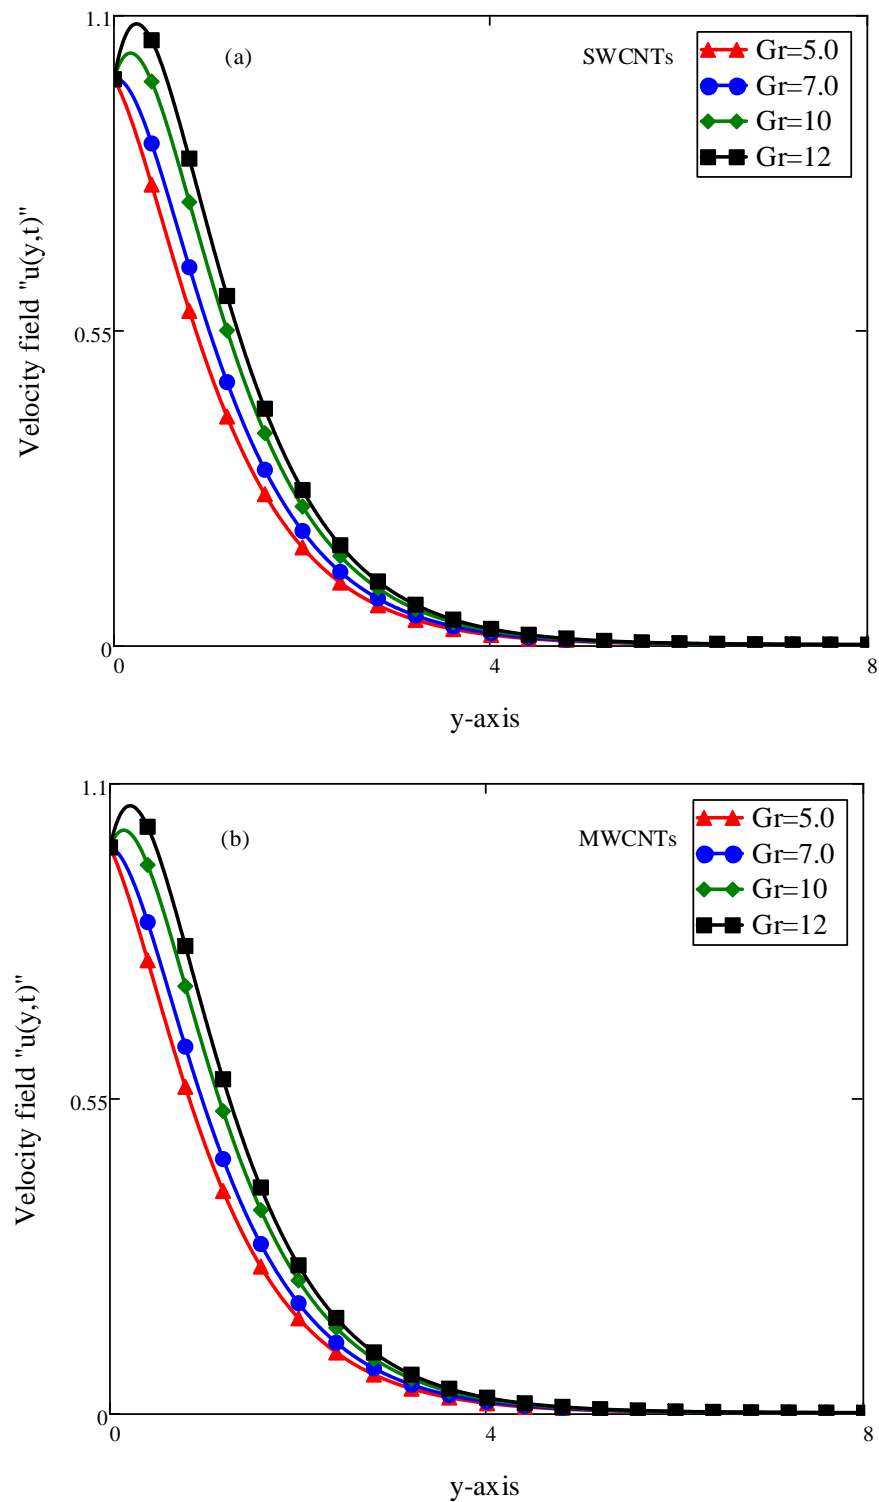 1.1
(a)
SWCNTs
Gr=5.0
Gr=7.0
Gr=10
Gr=12
Velocity field "u(y,t)"
0.55
0
0
4
8
y-axis
1.1
(b)
MWCNTs
Gr=5.0
Gr=7.0
Gr=10
Gr=12
Velocity field "u(y,t)"
0.55
0
0
4
8
y-axis